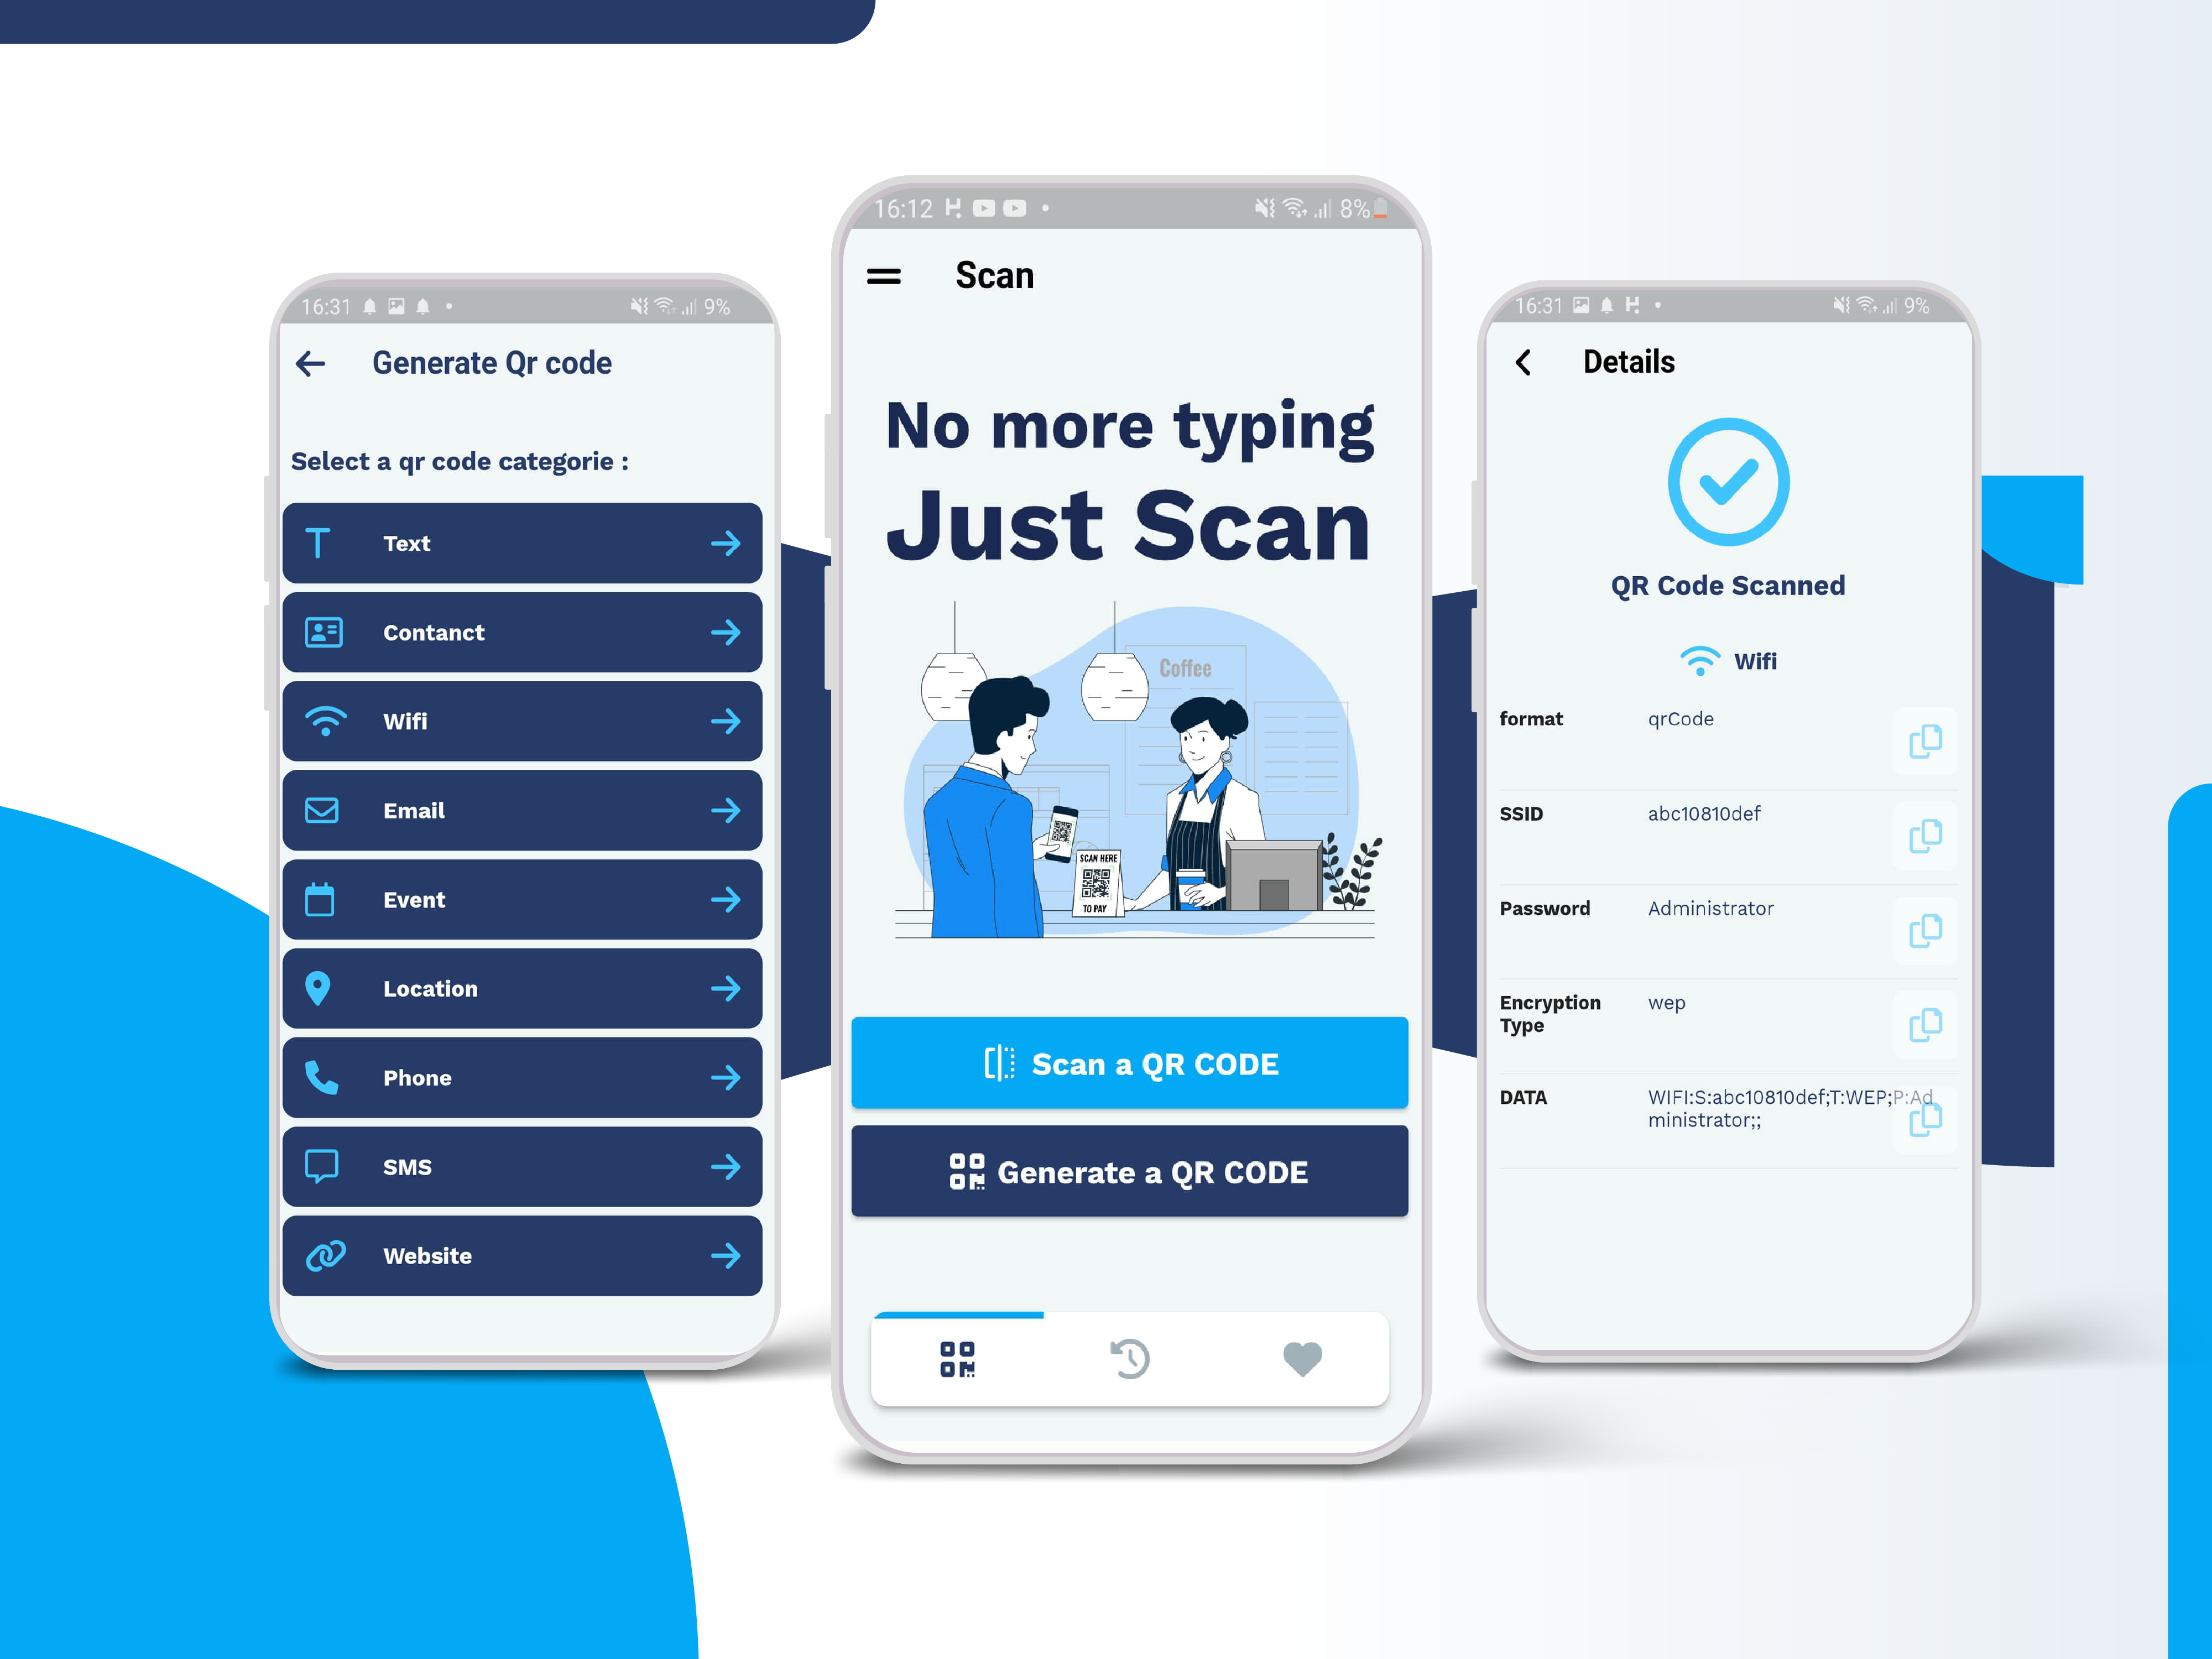 16:31
9%
Generate Qr code
Select a qr code categorie :
Text
Contanct
Wifi
Email
Event
Location
Phone
SMS
Website
16:12
8%
Scan
No more typing
Just Scan
Coffee
SCAN HERE
TO PAY
Scan a QR CODE
Generate a QR CODE
16:31
9%
Details
QR Code Scanned
Wifi
format qrCode
SSID abc10810def
Password Administrator
Encryption wep
Type
DATA WIFI:S:abc10810def;T:WEP;P:Ad
ministrator;;